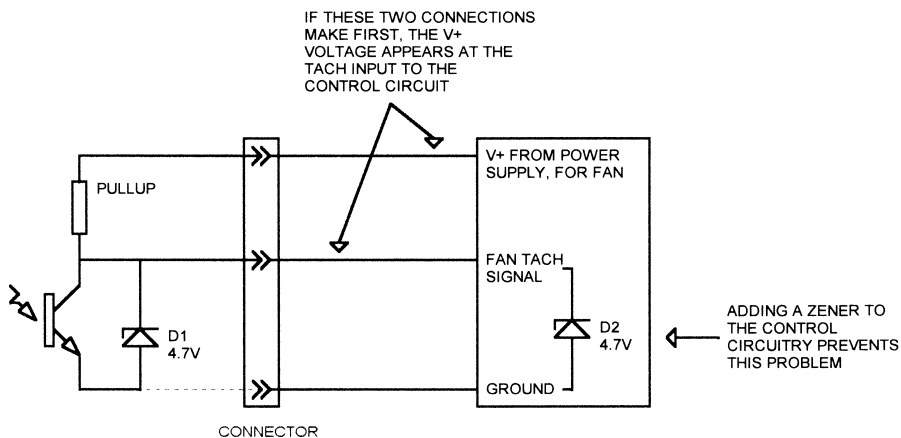 IF THESE TWO CONNECTIONS
MAKE FIRST, THE V+
VOLTAGE APPEARS AT THE
TACH INPUT TO THE
CONTROL CIRCUIT
V+ FROM POWER
SUPPLY, FOR FAN
PULLUP
FAN TACH
SIGNAL
D1
4.7V
D2
4.7V
ADDING A ZENER TO
THE CONTROL
CIRCUITRY PREVENTS
THIS PROBLEM
GROUND
CONNECTOR